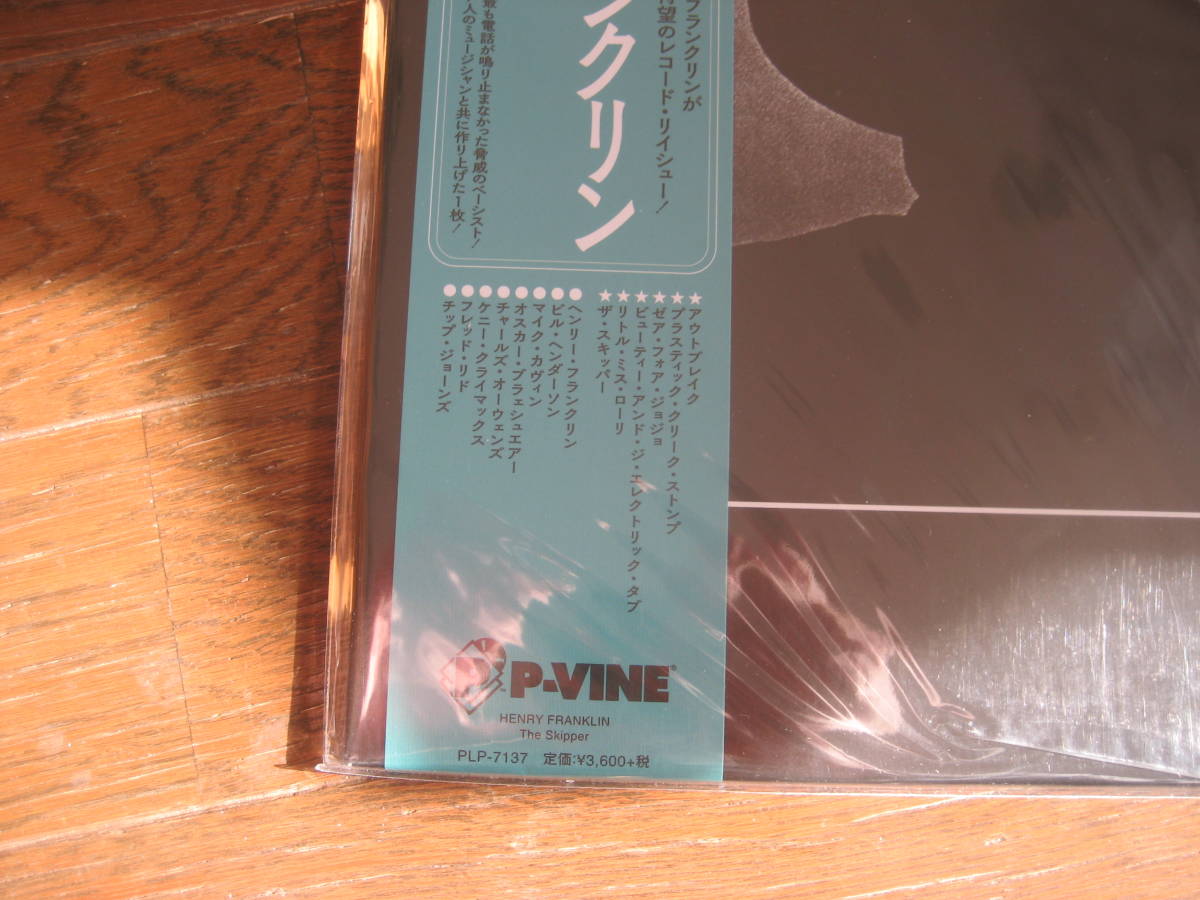 フランクリンが
待望のレコード・リイシュー!
ンクリン
最も電話が鳴り止まなかった脅威のベーシスト!
人のミュージシャンと共に作り上げた1枚!
★アウトブレイク
★プラスティック・クリーク・ストンプ
★ゼア・フォア・ジョジョ
★ビューティー・アンド・ジ・エレクトリック・タブ
★リトル・ミス・ローリ
★ザ・スキッパー
●ヘンリー・フランクリン
●ビル・ヘンダーソン
●マイク・カヴィン
●オスカー・ブラシェュエアー
●チャールズ・オーウェンズ
●ケニー・クライマックス
●フレッド・リド
●チップ・ジョーンズ
P-VINE®
HENRY FRANKLIN
The Skipper
PLP-7137 定価:¥3,600+税